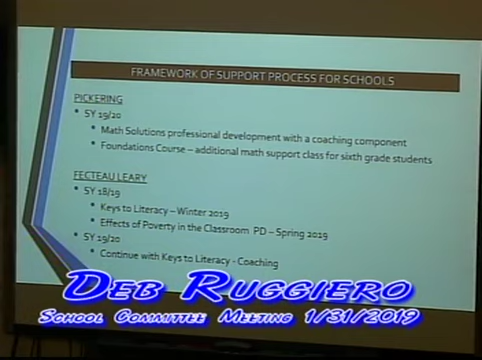 FRAMEWORK OF SUPPORT PROCESS FOR SCHOOLS
PICKERING
• SY 19/20
• Math Solutions professional development with a coaching component
• Foundations Course – additional math support class for sixth grade students
FECTEAU LEARY
• SY 18/19
• Keys to Literacy – Winter 2019
• Effects of Poverty in the Classroom PD – Spring 2019
• SY 19/20
• Continue with Keys to Literacy - Coaching
DEB RUGGIERO
SCHOOL COMMITTEE MEETING 1/31/2019